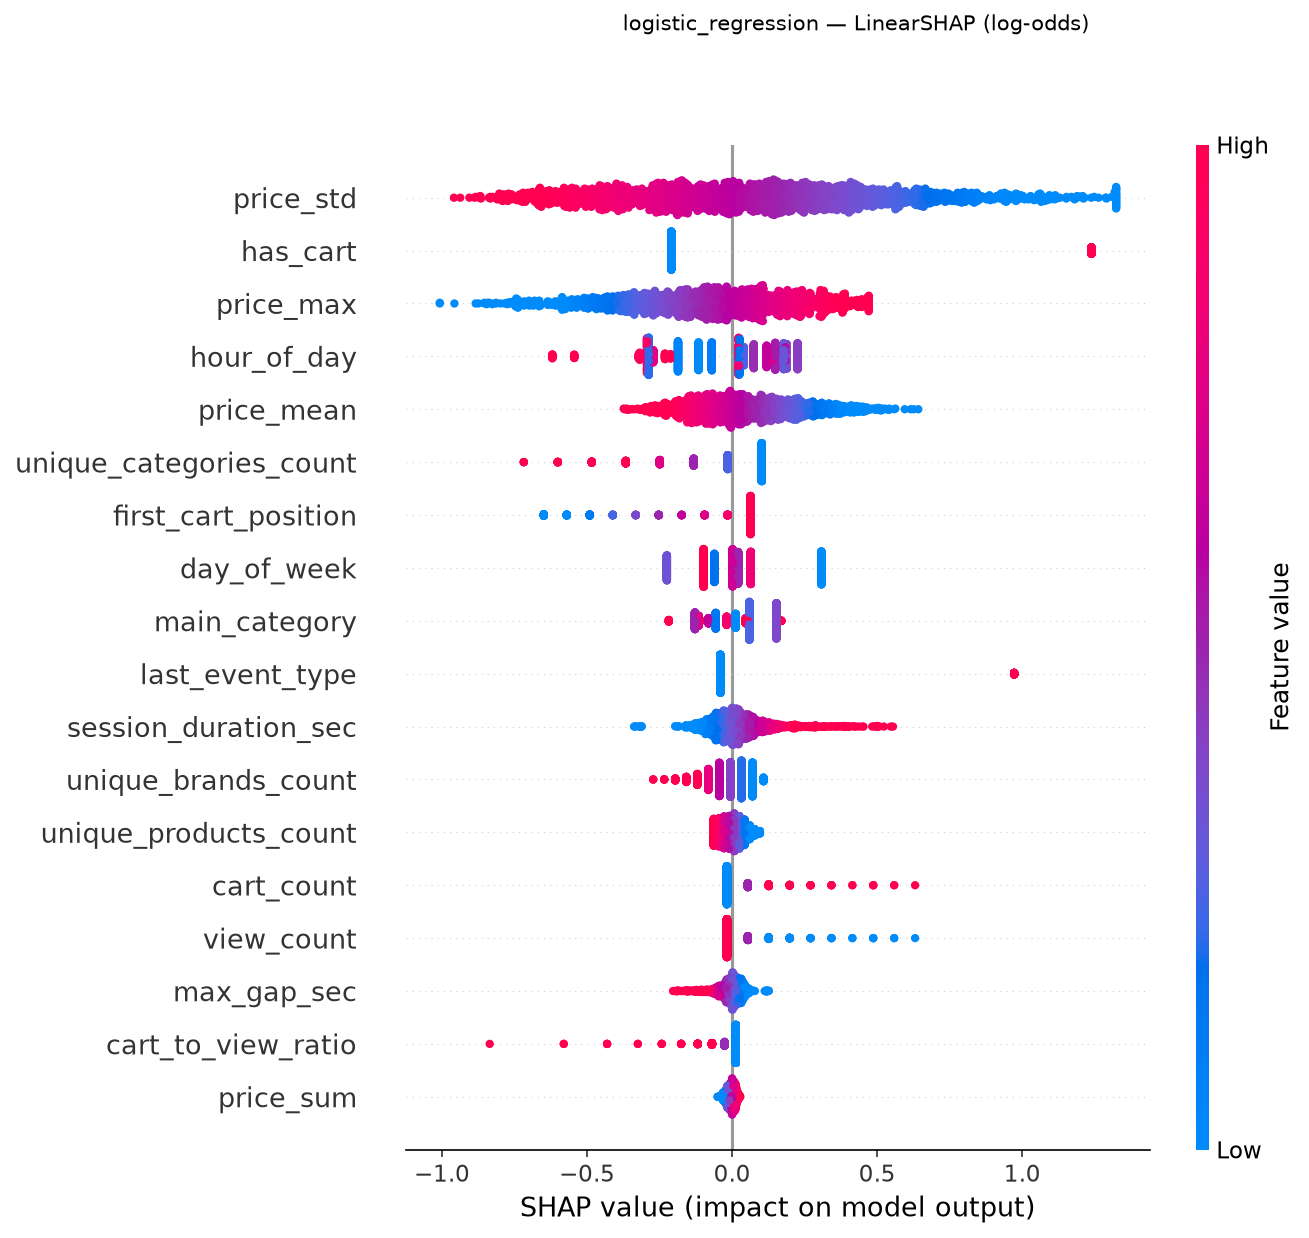 logistic_regression — LinearSHAP (log-odds)
High
price_std
has_cart
price_max
hour_of_day
price_mean
unique_categories_count
first_cart_position
day_of_week
main_category
last_event_type
session_duration_sec
unique_brands_count
unique_products_count
cart_count
view_count
max_gap_sec
cart_to_view_ratio
price_sum
Feature value
Low
−1.0 −0.5 0.0 0.5 1.0
SHAP value (impact on model output)